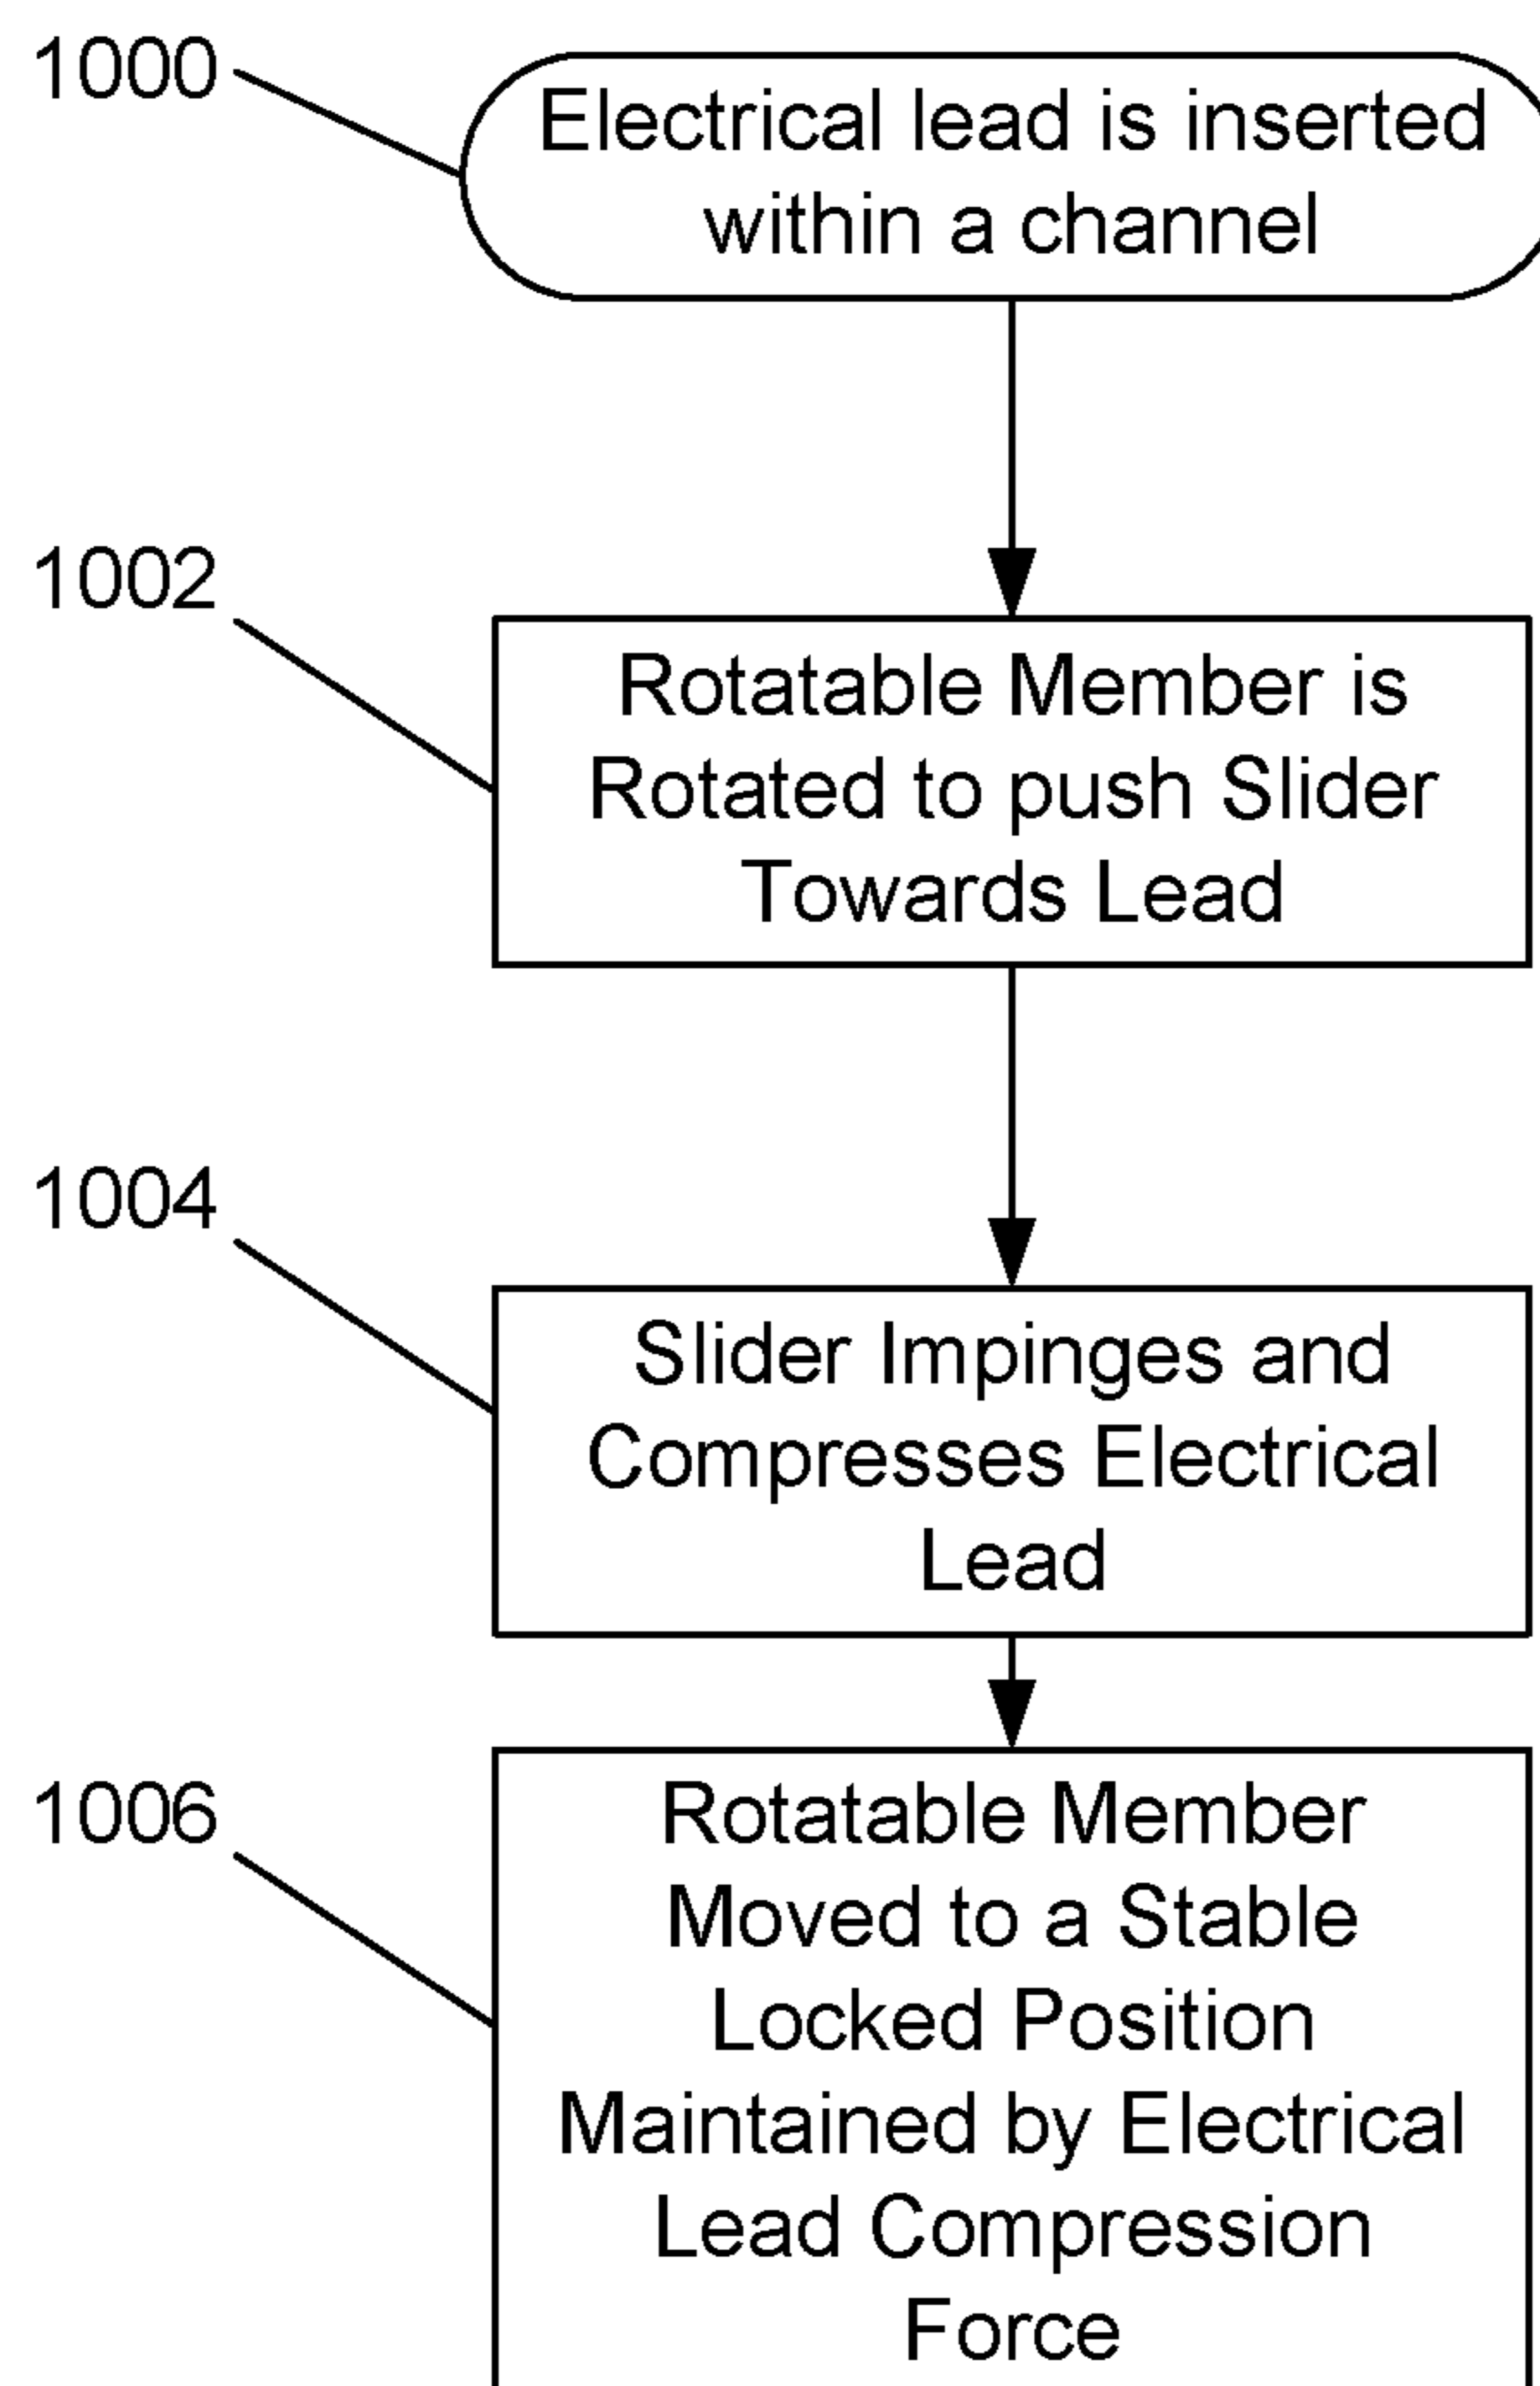 1000
Electrical lead is inserted
within a channel
1002
Rotatable Member is
Rotated to push Slider
Towards Lead
1004
Slider Impinges and
Compresses Electrical
Lead
1006
Rotatable Member
Moved to a Stable
Locked Position
Maintained by Electrical
Lead Compression
Force